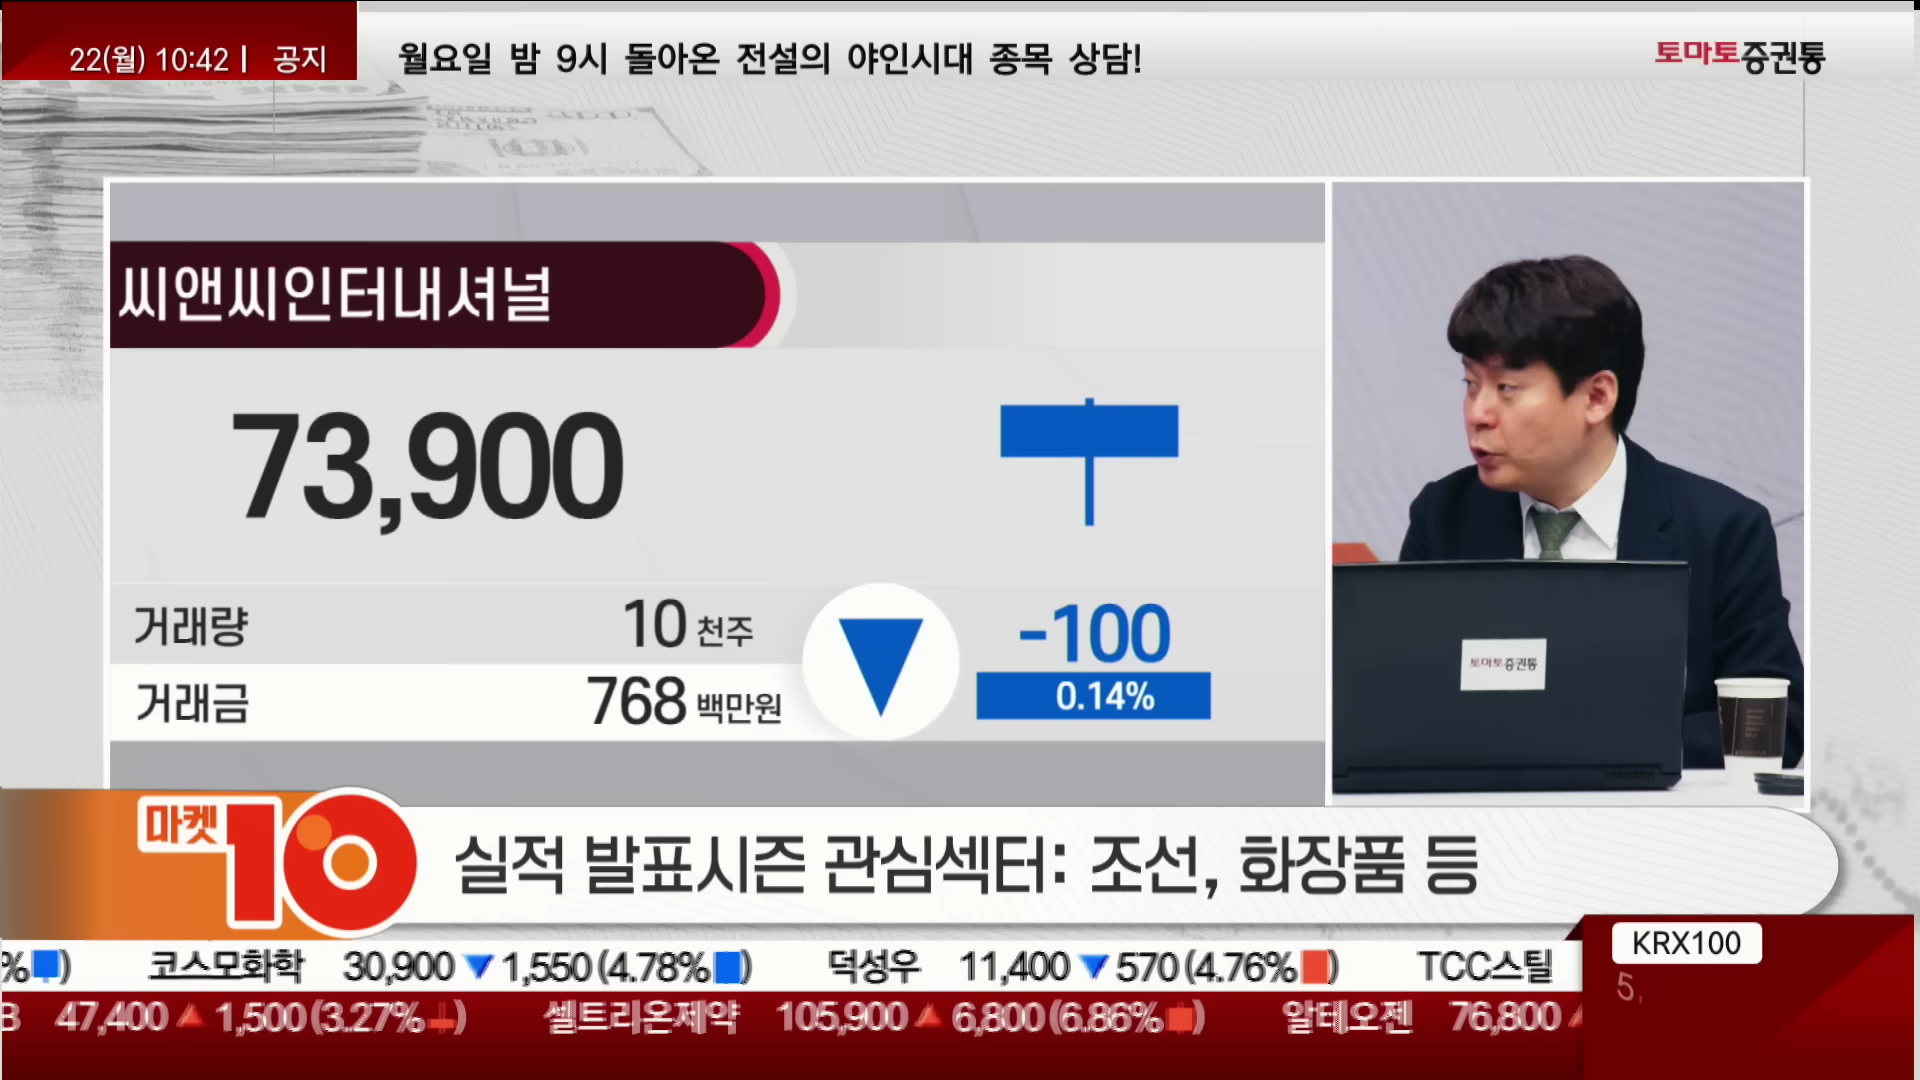 22(월) 10:42 | 공지
월요일 밤 9시 돌아온 전설의 야인시대 종목 상담!
토마토증권통
씨앤씨인터내셔널
73,900
거래량 10 천주
거래금 768 백만원
▼ -100
0.14%
토마토증권통
마켓 10
실적 발표시즌 관심섹터: 조선, 화장품 등
KRX100
5,
%) 코스모화학 30,900 ▼ 1,550 (4.78%) 덕성우 11,400 ▼ 570 (4.76%) TCC스틸
47,400 ▲ 1,500 (3.27%) 셀트리온제약 105,900 ▲ 6,800 (6.86%) 알테오젠 76,800